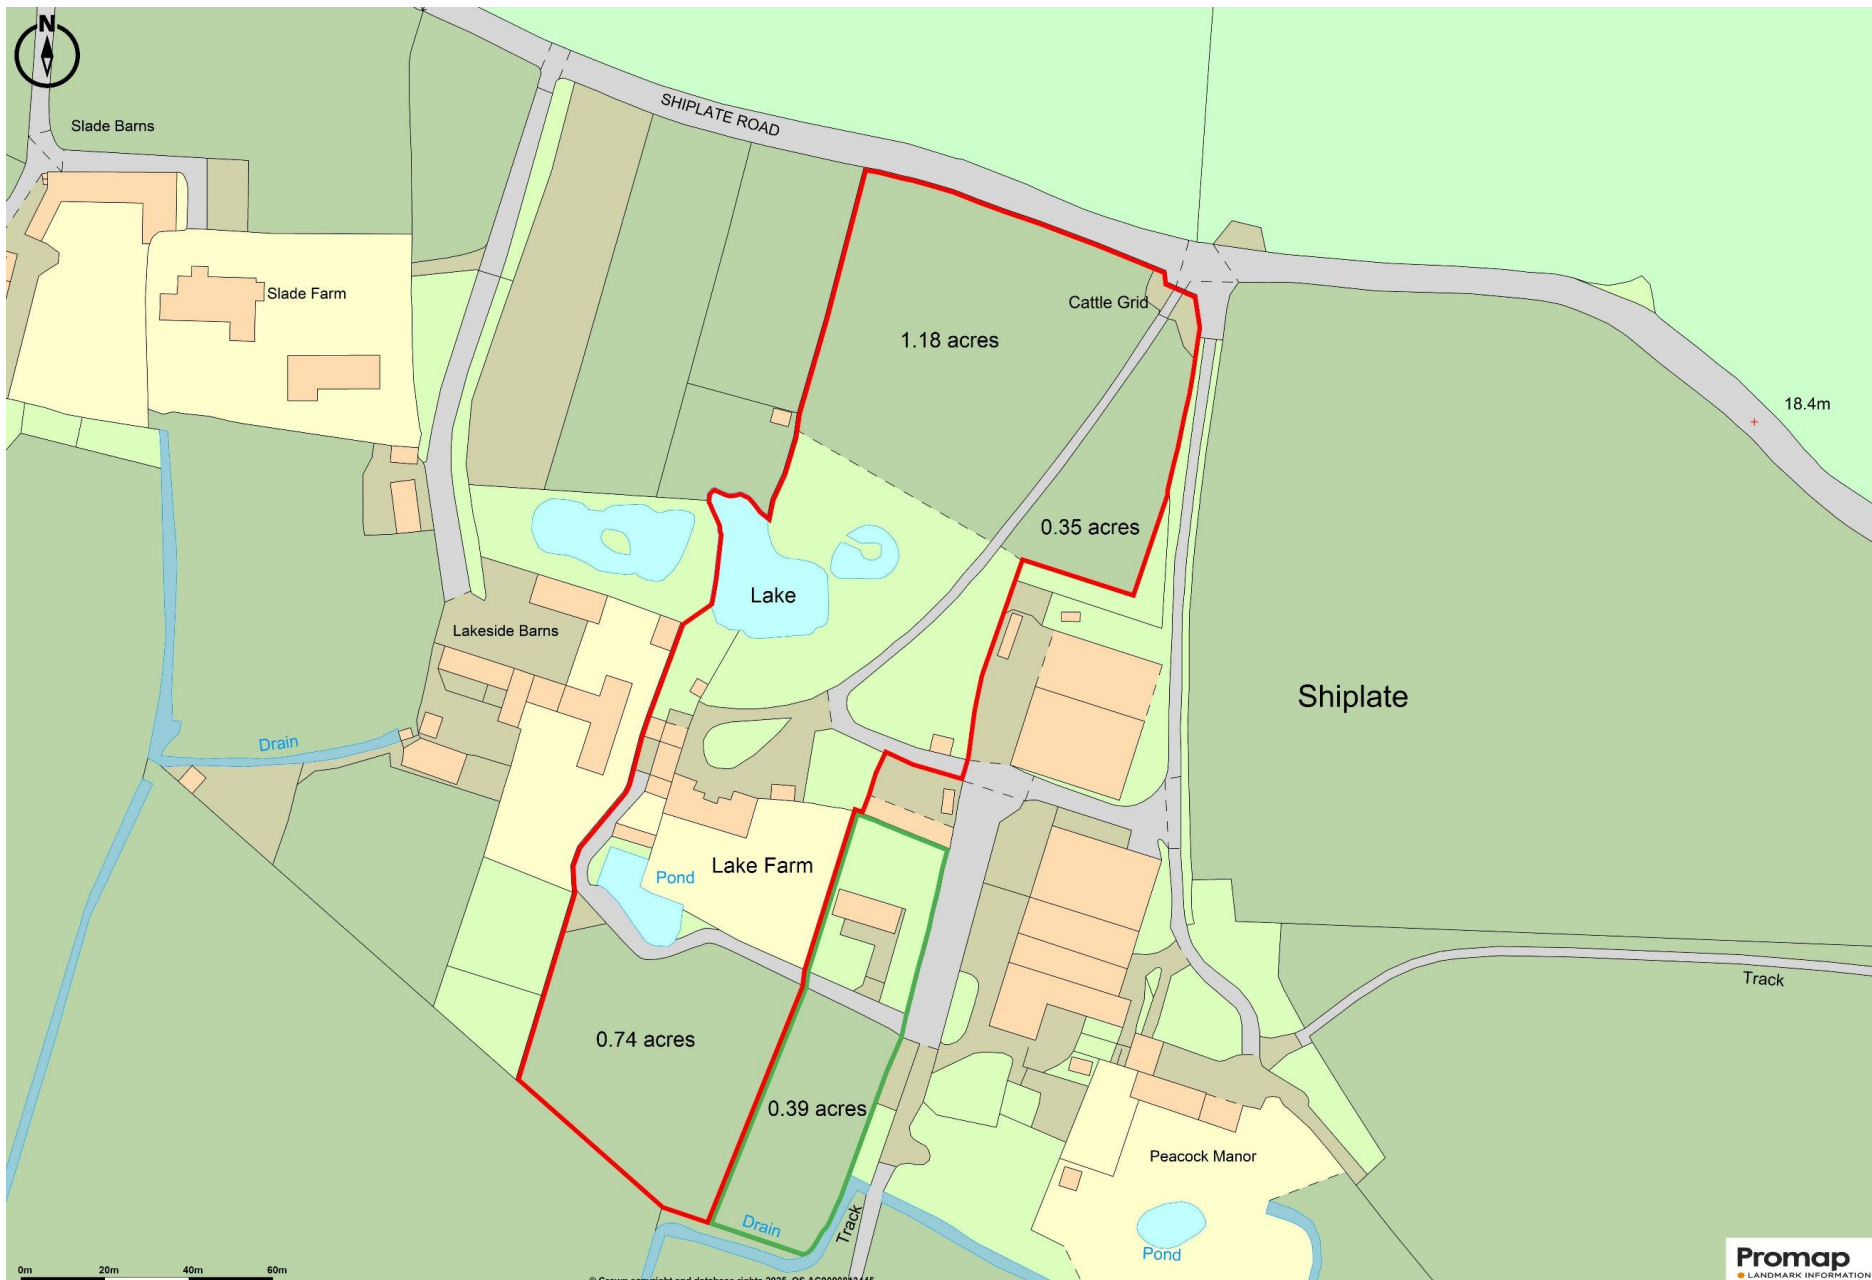 N
Slade Barns
SHIPLATE ROAD
Slade Farm
Cattle Grid
1.18 acres
18.4m
0.35 acres
Lake
Lakeside Barns
Shiplate
Drain
Lake Farm
Pond
Track
0.74 acres
0.39 acres
Peacock Manor
Drain
Track
Pond
0m 20m 40m 60m
Promap
LANDMARK INFORMATION